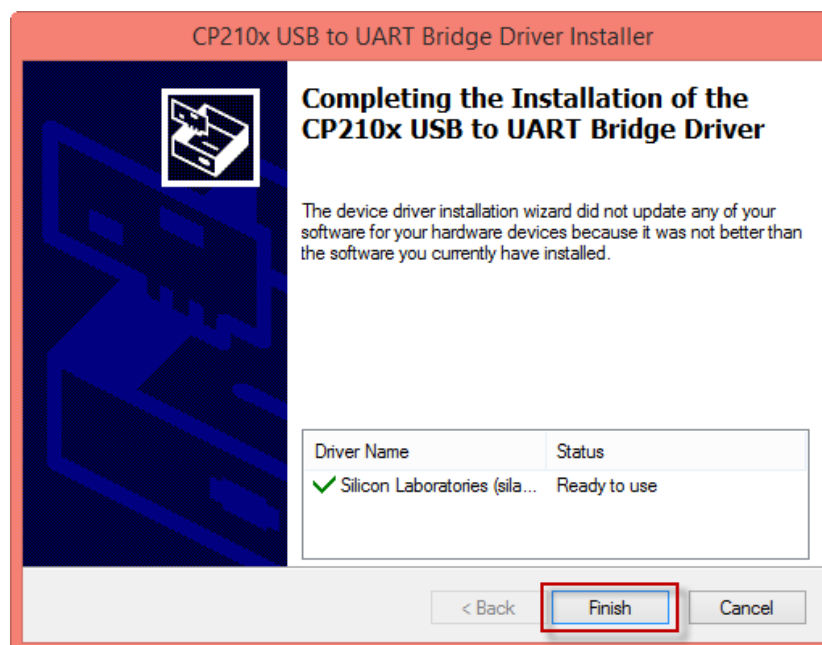 CP210x USB to UART Bridge Driver Installer
Completing the Installation of the
CP210x USB to UART Bridge Driver
The device driver installation wizard did not update any of your
software for your hardware devices because it was not better than
the software you currently have installed.
Driver Name Status
Silicon Laboratories (sila... Ready to use
< Back Finish Cancel